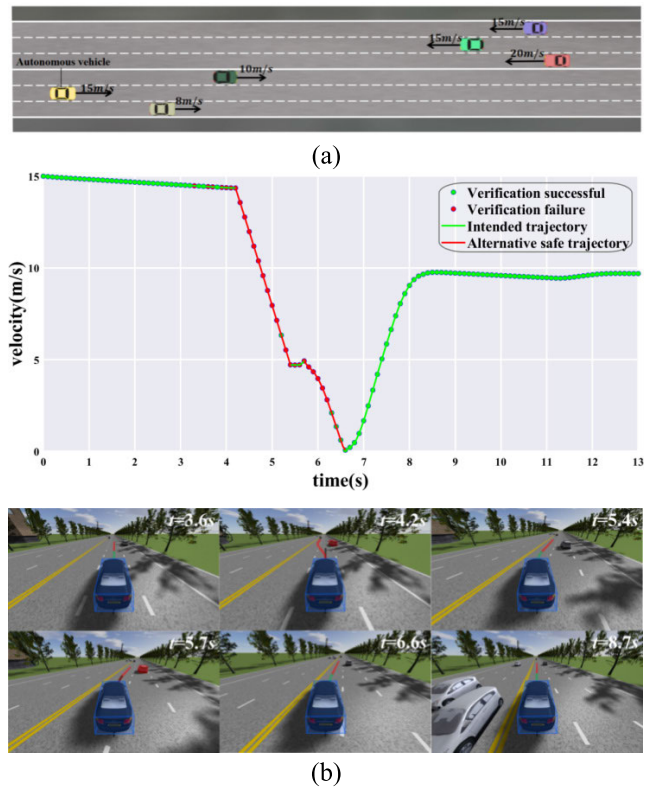 15m/s
15m/s
20m/s
Autonomous vehicle
10m/s
15m/s
8m/s
(a)
15
Verification successful
Verification failure
Intended trajectory
Alternative safe trajectory
10
velocity(m/s)
5
0
0 1 2 3 4 5 6 7 8 9 10 11 12 13
time(s)
t=3.6s t=4.2s t=5.4s
t=5.7s t=6.6s t=8.7s
(b)